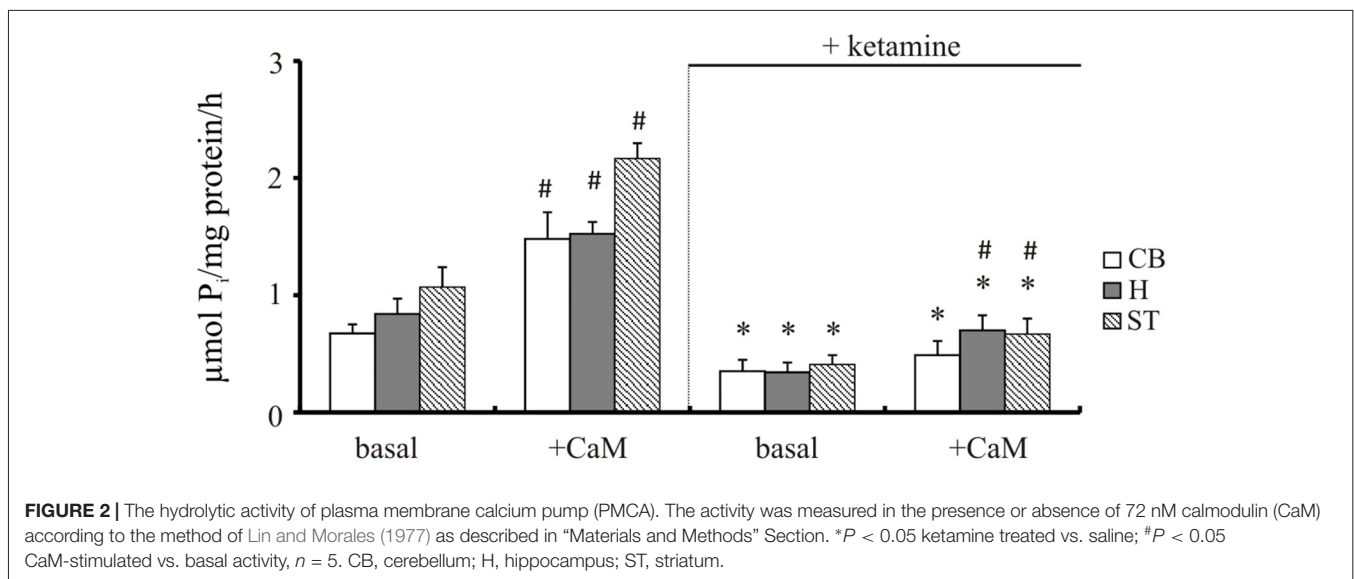 + ketamine
3
2
1
0
µmol Pi/mg protein/h
# # #
* * * * # * # *
CB
H
ST
basal +CaM basal +CaM
FIGURE 2 | The hydrolytic activity of plasma membrane calcium pump (PMCA). The activity was measured in the presence or absence of 72 nM calmodulin (CaM)
according to the method of Lin and Morales (1977) as described in “Materials and Methods” Section. *P < 0.05 ketamine treated vs. saline; #P < 0.05
CaM-stimulated vs. basal activity, n = 5. CB, cerebellum; H, hippocampus; ST, striatum.